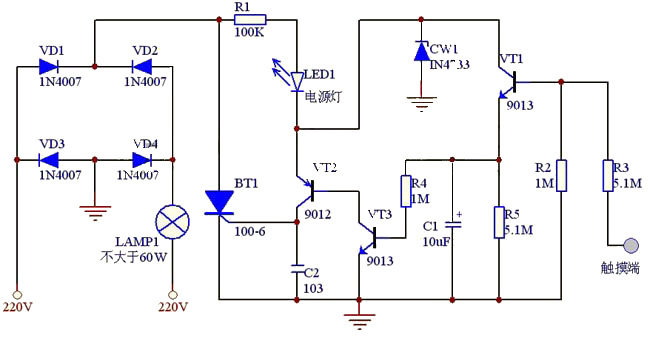 R1
100K
VD1
1N4007
VD2
1N4007
LED1
电源灯
CW1
IN4733
VT1
9013
VD3
1N4007
VD4
1N4007
LAMP1
不大于60W
BT1
100-6
VT2
9012
VT3
9013
R4
1M
C1
+
10uF
R5
5.1M
R2
1M
R3
5.1M
触摸端
C2
103
220V
220V